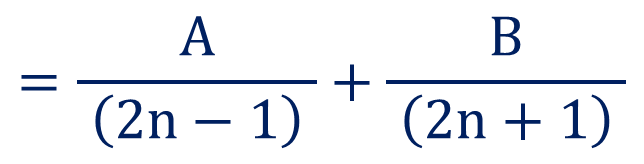 = A/(2n − 1) + B/(2n + 1)